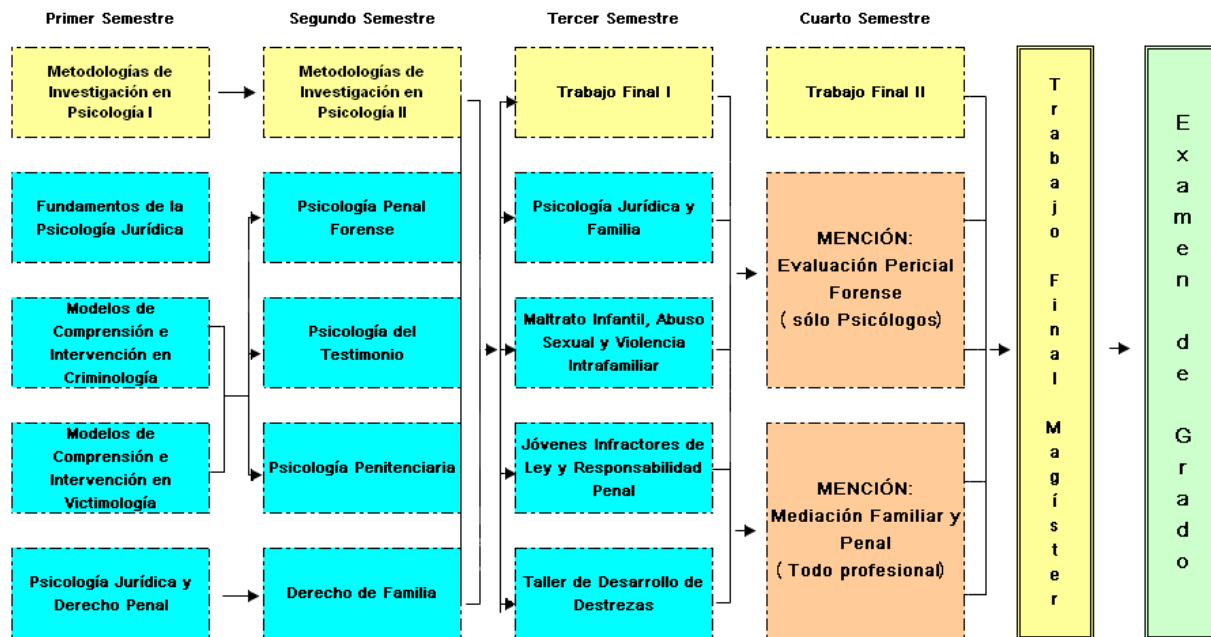 Primer Semestre
Segundo Semestre
Tercer Semestre
Cuarto Semestre
Metodologías de
Investigación en
Psicología I
Metodologías de
Investigación en
Psicología II
Trabajo Final I
Trabajo Final II
Fundamentos de la
Psicología Jurídica
Psicología Penal
Forense
Psicología Jurídica y
Familia
MENCIÓN:
Evaluación Pericial
Forense
( sólo Psicólogos)
Modelos de
Comprensión e
Intervención en
Criminología
Psicología del
Testimonio
Maltrato Infantil, Abuso
Sexual y Violencia
Intrafamiliar
Modelos de
Comprensión e
Intervención en
Victimología
Psicología Penitenciaria
Jóvenes Infractores de
Ley y Responsabilidad
Penal
MENCIÓN:
Mediación Familiar y
Penal
( Todo profesional)
Psicología Jurídica y
Derecho Penal
Derecho de Familia
Taller de Desarrollo de
Destrezas
Trabajo Final Magíster
Examen de Grado